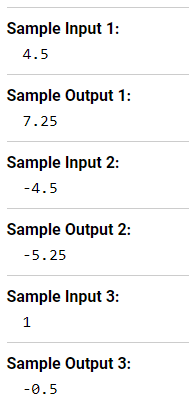 Sample Input 1:
4.5
Sample Output 1:
7.25
Sample Input 2:
-4.5
Sample Output 2:
-5.25
Sample Input 3:
1
Sample Output 3:
-0.5